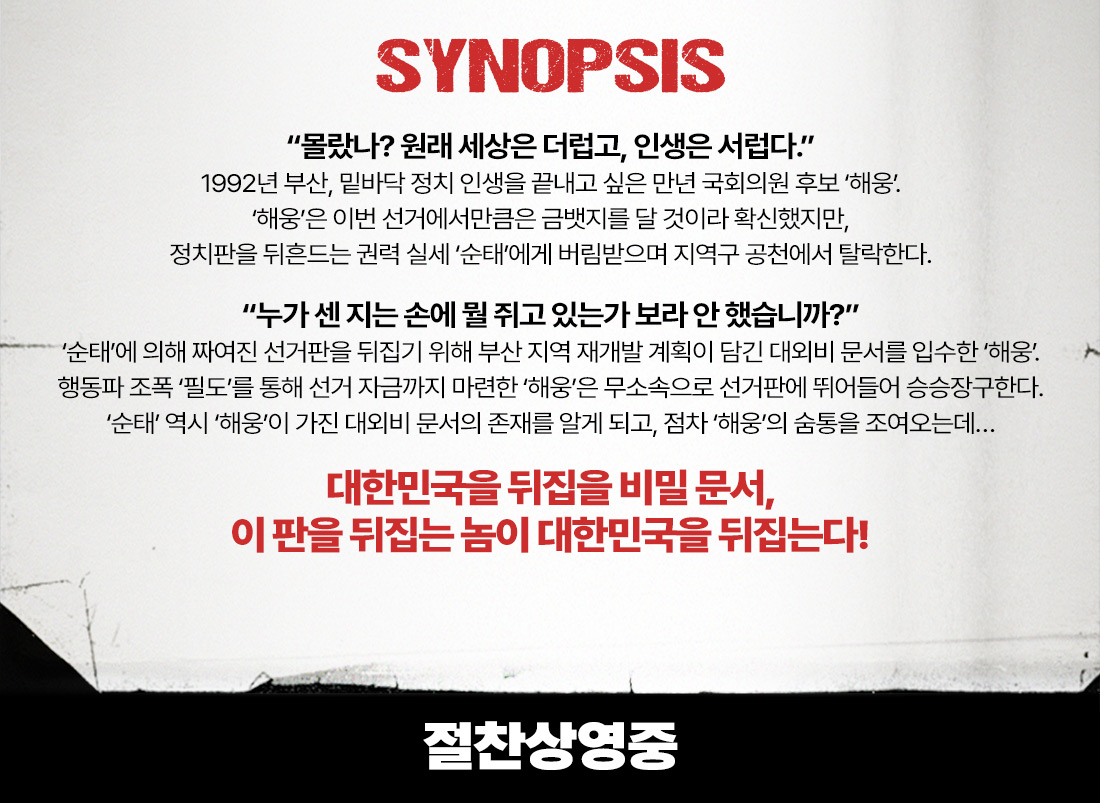 SYNOPSIS
“몰랐나? 원래 세상은 더럽고, 인생은 서럽다.”
1992년 부산, 밑바닥 정치 인생을 끝내고 싶은 만년 국회의원 후보 ‘해웅’.
‘해웅’은 이번 선거에서만큼은 금뱃지를 달 것이라 확신했지만,
정치판을 뒤흔드는 권력 실세 ‘순태’에게 버림받으며 지역구 공천에서 탈락한다.
“누가 센 지는 손에 뭘 쥐고 있는가 보라 안 했습니까?”
‘순태’에 의해 짜여진 선거판을 뒤집기 위해 부산 지역 재개발 계획이 담긴 대외비 문서를 입수한 ‘해웅’.
행동파 조폭 ‘필도’를 통해 선거 자금까지 마련한 ‘해웅’은 무소속으로 선거판에 뛰어들어 승승장구한다.
‘순태’ 역시 ‘해웅’이 가진 대외비 문서의 존재를 알게 되고, 점차 ‘해웅’의 숨통을 조여오는데…
대한민국을 뒤집을 비밀 문서,
이 판을 뒤집는 놈이 대한민국을 뒤집는다!
절찬상영중